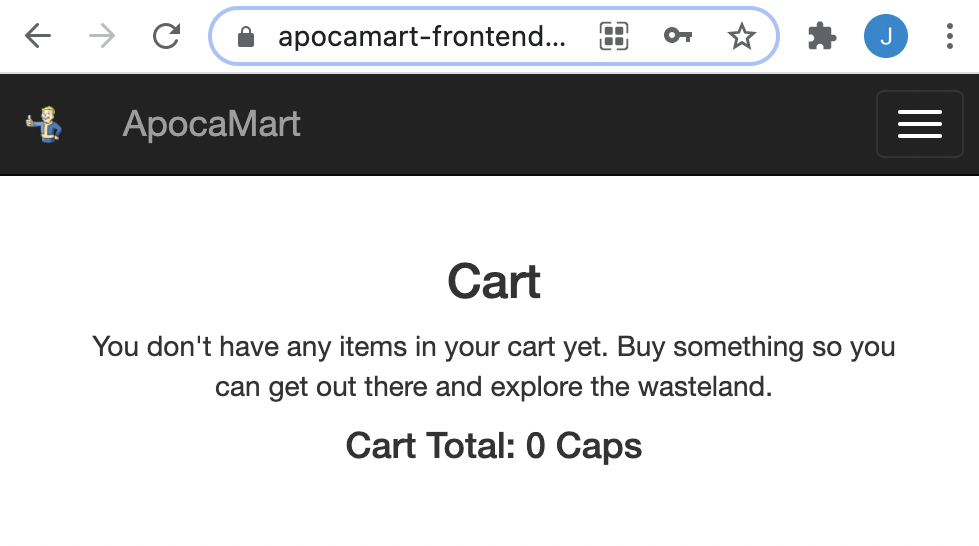 apocamart-frontend...
J
ApocaMart
Cart
You don't have any items in your cart yet. Buy something so you
can get out there and explore the wasteland.
Cart Total: 0 Caps